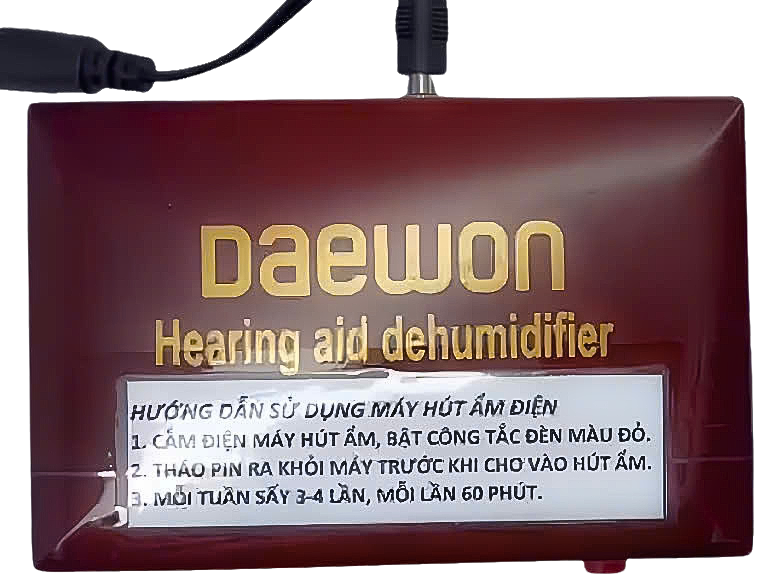 DAEWON
Hearing aid dehumidifier
HƯỚNG DẪN SỬ DỤNG MÁY HÚT ẨM ĐIỆN
1. CẮM ĐIỆN MÁY HÚT ẨM, BẬT CÔNG TẮC ĐÈN MÀU ĐỎ.
2. THÁO PIN RA KHỎI MÁY TRƯỚC KHI CHO VÀO HÚT ẨM.
3. MỖI TUẦN SẤY 3-4 LẦN, MỖI LẦN 60 PHÚT.